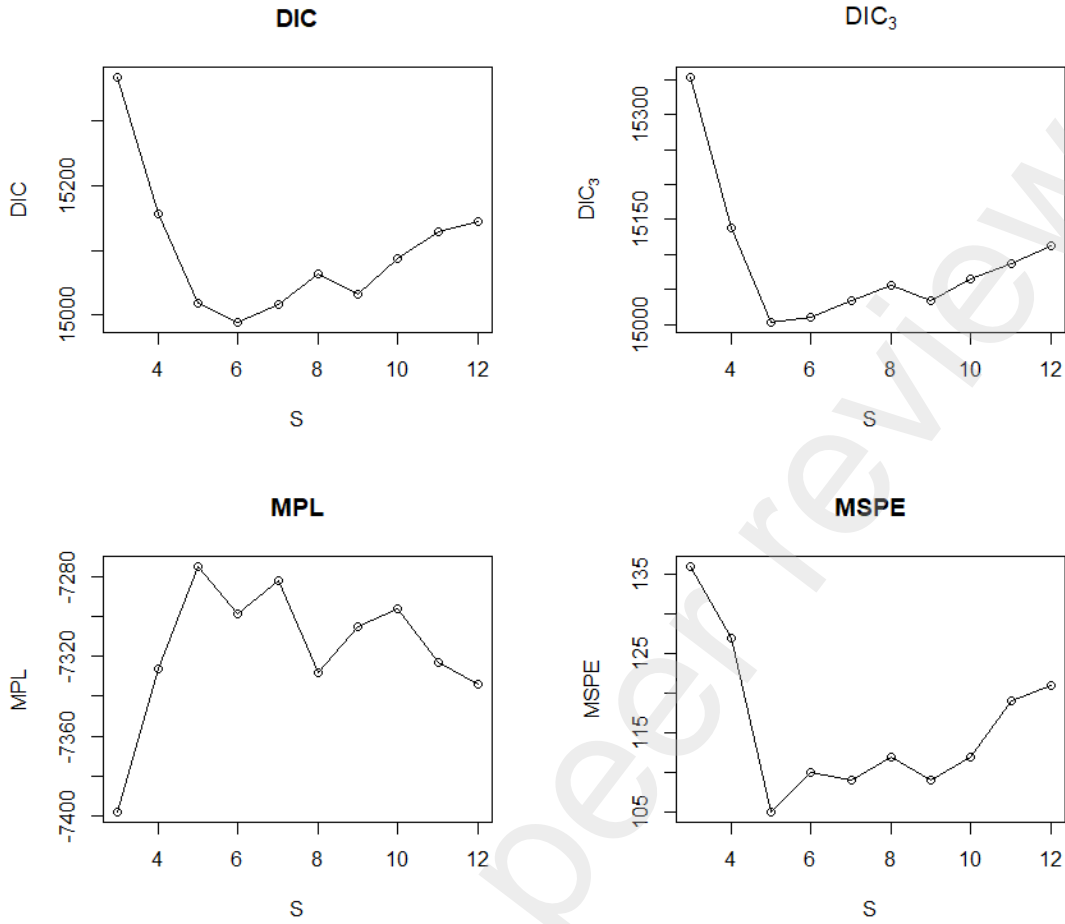 DIC
DIC
15000
15200
4 6 8 10 12
S
DIC₃
DIC₃
15000
15150
15300
4 6 8 10 12
S
MPL
MPL
-7400
-7360
-7320
-7280
4 6 8 10 12
S
MSPE
MSPE
105
115
125
135
4 6 8 10 12
S
peer review